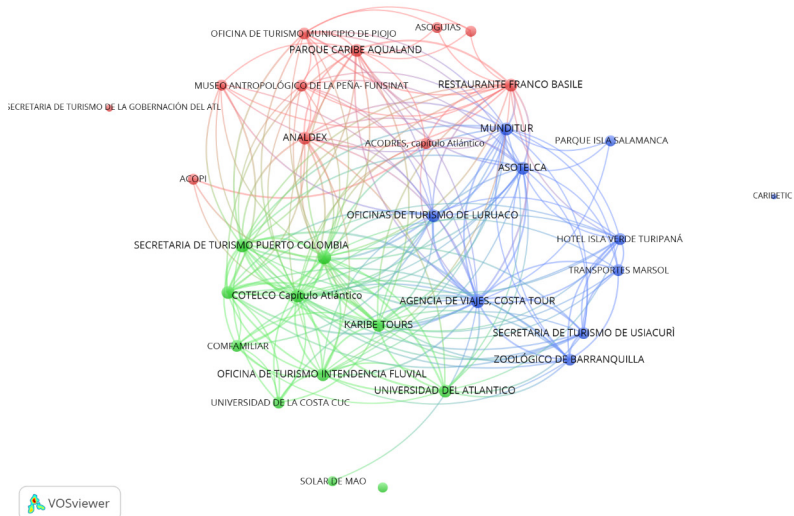 ASOGUIAS
OFICINA DE TURISMO MUNICIPIO DE PIOJO
PARQUE CARIBE AQUALAND
MUSEO ANTROPOLÓGICO DE LA PEÑA- FUNSINAT
RESTAURANTE FRANCO BASILE
SECRETARIA DE TURISMO DE LA GOBERNACIÓN DEL ATL
MUNDITUR
ANALDEX
ACODRES, capitulo Atlántico
PARQUE ISLA SALAMANCA
ASOTELCA
ACOPI
CARIBETIC
OFICINAS DE TURISMO DE LURUACO
SECRETARIA DE TURISMO PUERTO COLOMBIA
HOTEL ISLA VERDE TURIPANÁ
TRANSPORTES MARSOL
COTELCO Capítulo Atlántico
AGENCIA DE VIAJES, COSTA TOUR
KARIBE TOURS
SECRETARIA DE TURISMO DE USIACURÌ
COMFAMILIAR
ZOOLÓGICO DE BARRANQUILLA
OFICINA DE TURISMO INTENDENCIA FLUVIAL
UNIVERSIDAD DEL ATLANTICO
UNIVERSIDAD DE LA COSTA CUC
SOLAR DE MAO
VOSviewer